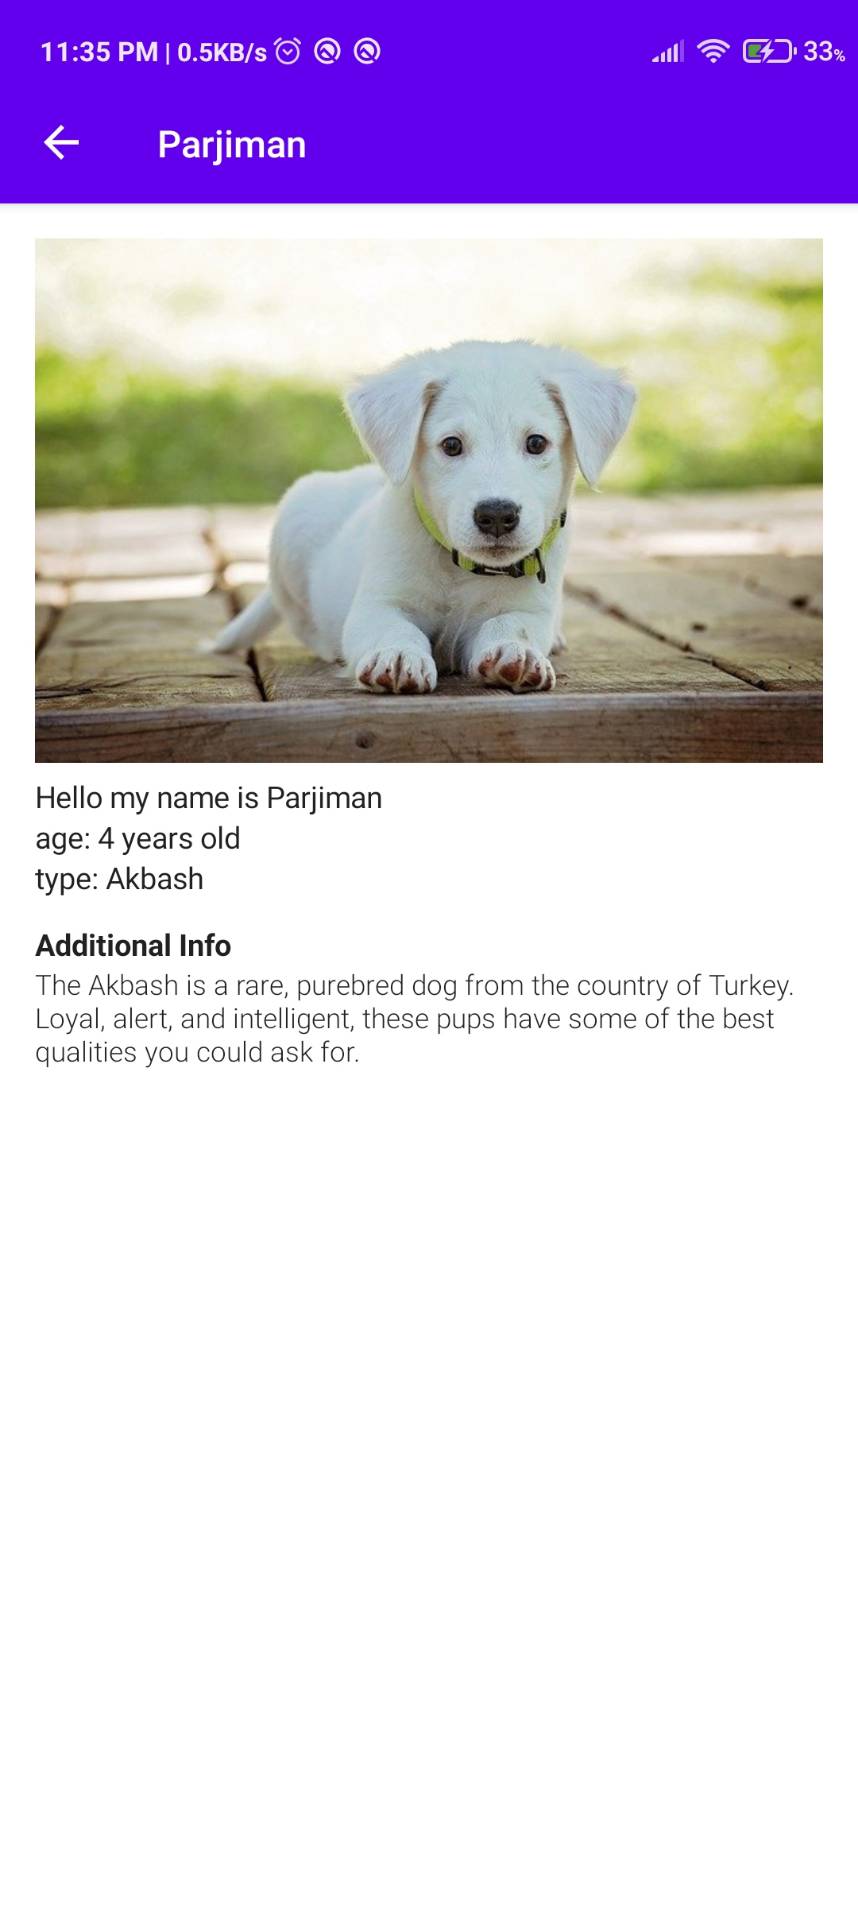 11:35 PM | 0.5KB/s 33%
Parjiman
Hello my name is Parjiman
age: 4 years old
type: Akbash
Additional Info
The Akbash is a rare, purebred dog from the country of Turkey.
Loyal, alert, and intelligent, these pups have some of the best
qualities you could ask for.